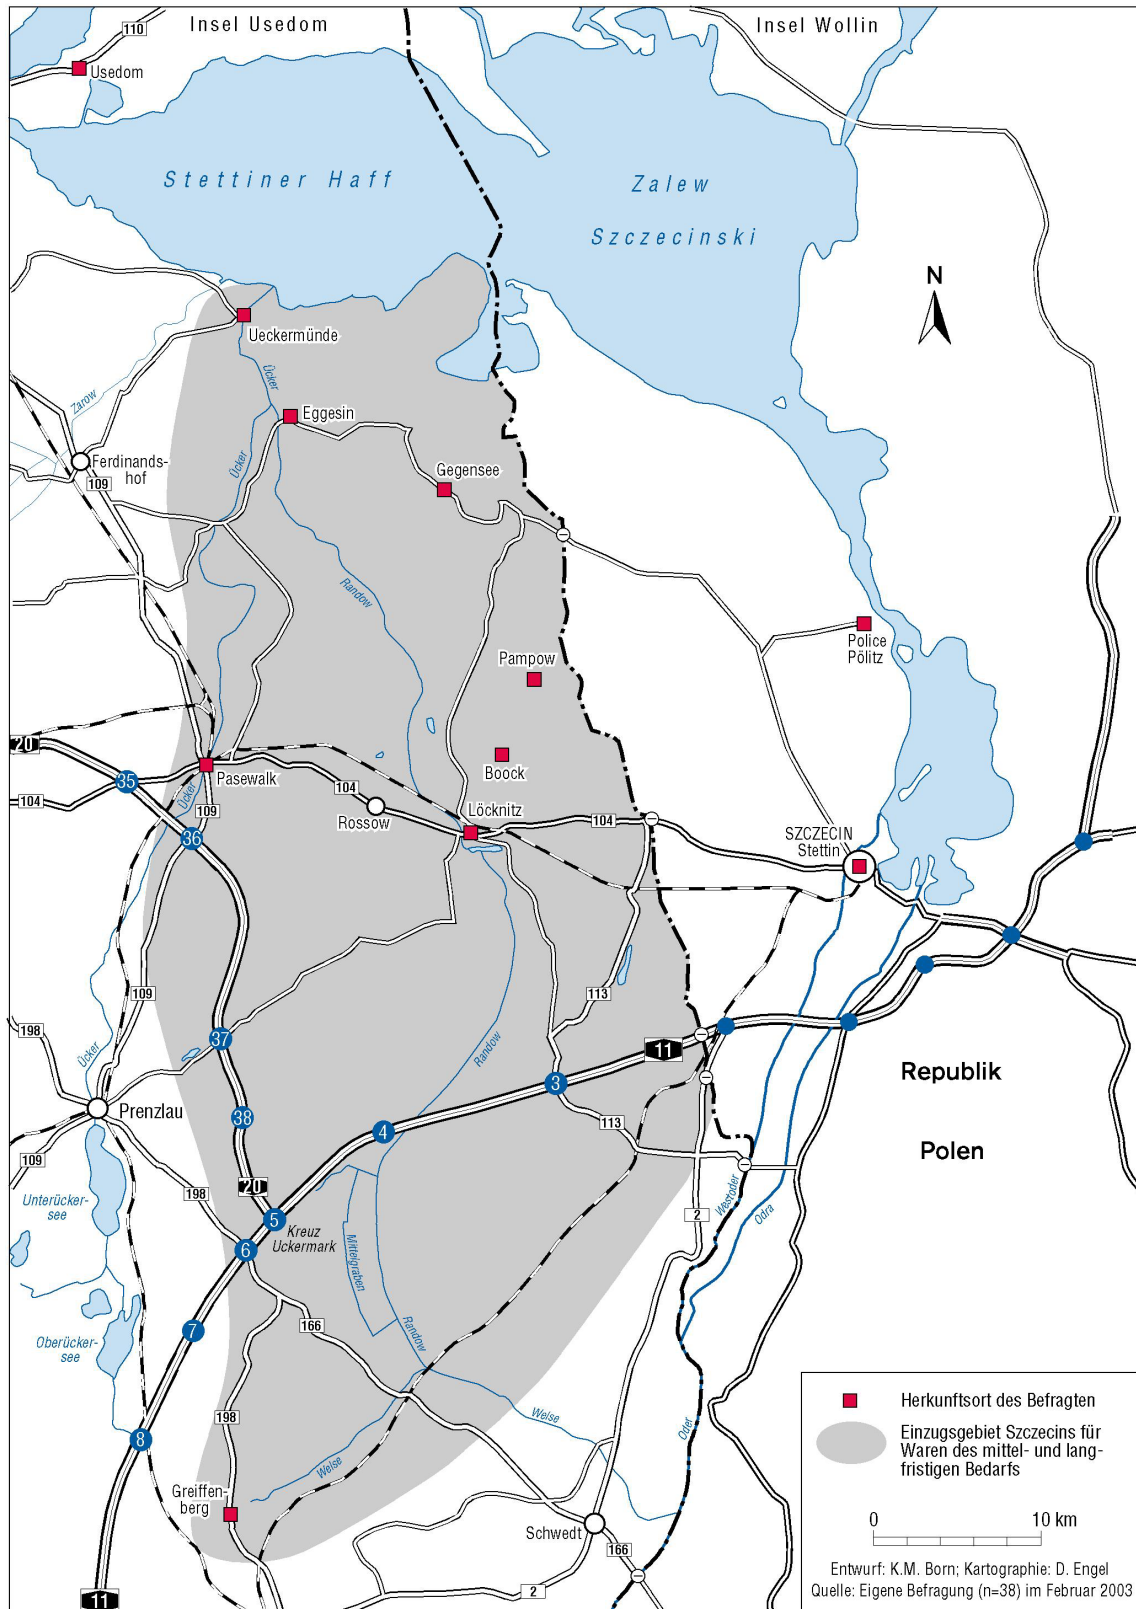 Insel Usedom
Insel Wollin
110
Usedom
Stettiner Haff
Zalew
Szczecinski
N
Ueckermünde
Ücker
Zarow
Eggesin
Ferdinands-
hof
109
Ücker
Gegensee
Randow
Police
Pölitz
Pampow
20
35
Pasewalk
Boock
104
Ücker
109
104
Rossow
Löcknitz
104
SZCZECIN
Stettin
36
109
113
198
37
Ücker
Randow
11
3
Republik
Prenzlau
38
4
113
Polen
109
198
20
Unterücker-
see
5
Kreuz
Uckermark
6
Mittelgraben
2
Westoder
Odra
7
166
Randow
Oberücker-
see
198
Welse
Oder
8
Welse
Greiffen-
berg
Schwedt
166
2
11
Herkunftsort des Befragten
Einzugsgebiet Szczecins für
Waren des mittel- und lang-
fristigen Bedarfs
0 10 km
Entwurf: K.M. Born; Kartographie: D. Engel
Quelle: Eigene Befragung (n=38) im Februar 2003